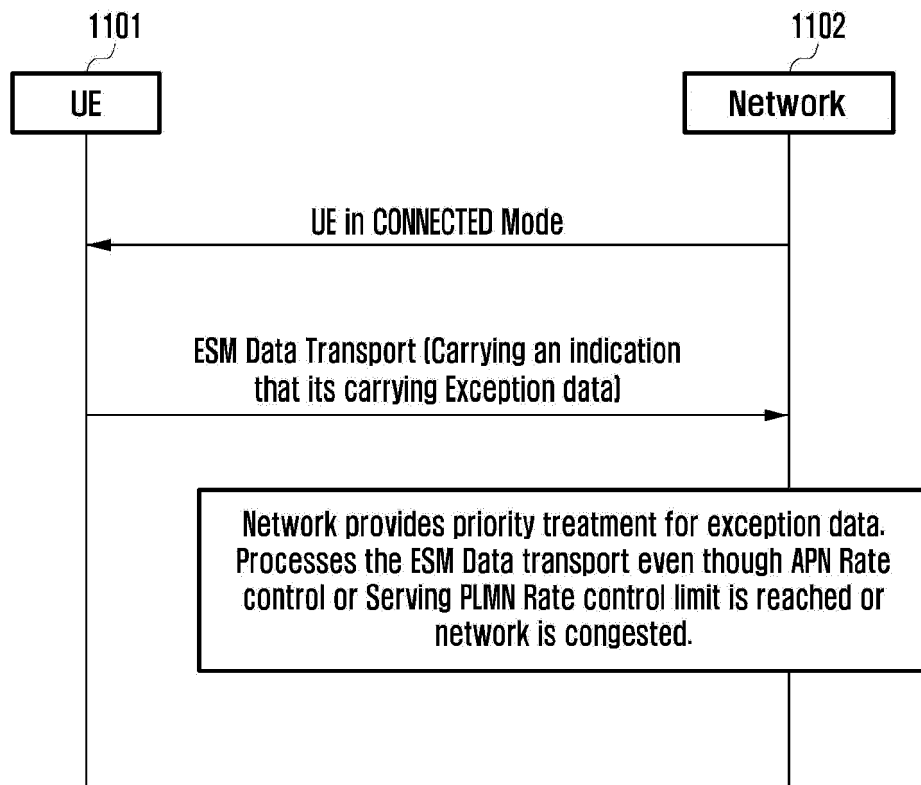 1101
1102
UE
Network
UE in CONNECTED Mode
ESM Data Transport (Carrying an indication
that its carrying Exception data)
Network provides priority treatment for exception data.
Processes the ESM Data transport even though APN Rate
control or Serving PLMN Rate control limit is reached or
network is congested.